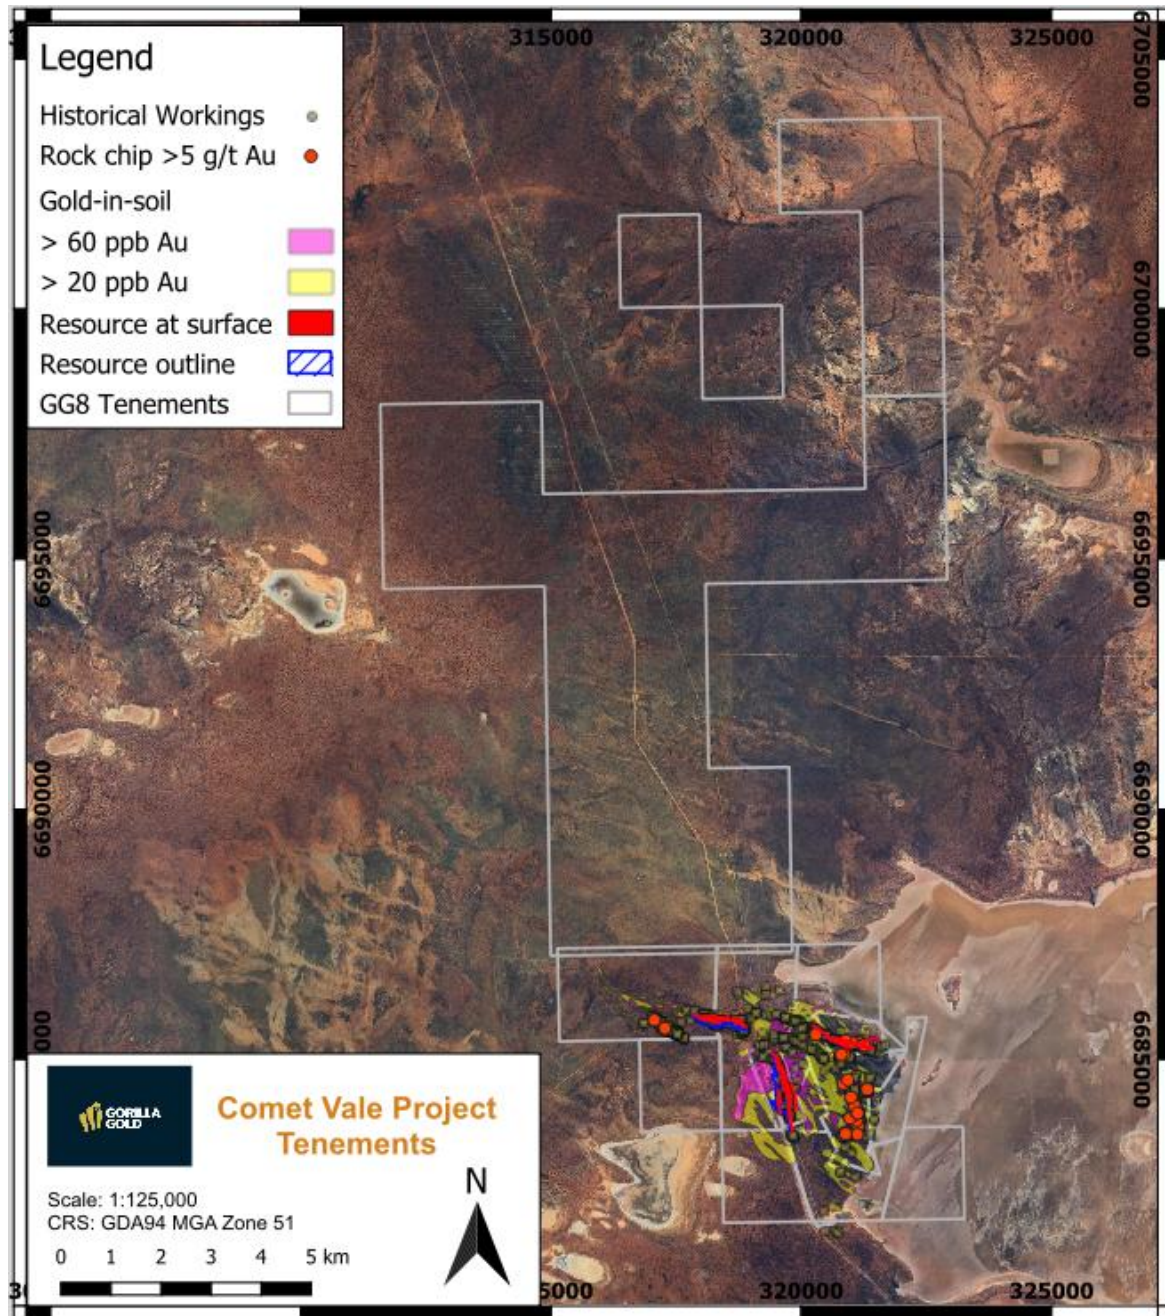 315000
320000
325000
6705000
Legend
Historical Workings
Rock chip >5 g/t Au
Gold-in-soil
> 60 ppb Au
> 20 ppb Au
Resource at surface
Resource outline
GG8 Tenements
6700000
6695000
6695000
6690000
6690000
000
6685000
GORILLA
GOLD
Comet Vale Project
Tenements
N
Scale: 1:125,000
CRS: GDA94 MGA Zone 51
0 1 2 3 4 5 km
5000
320000
325000